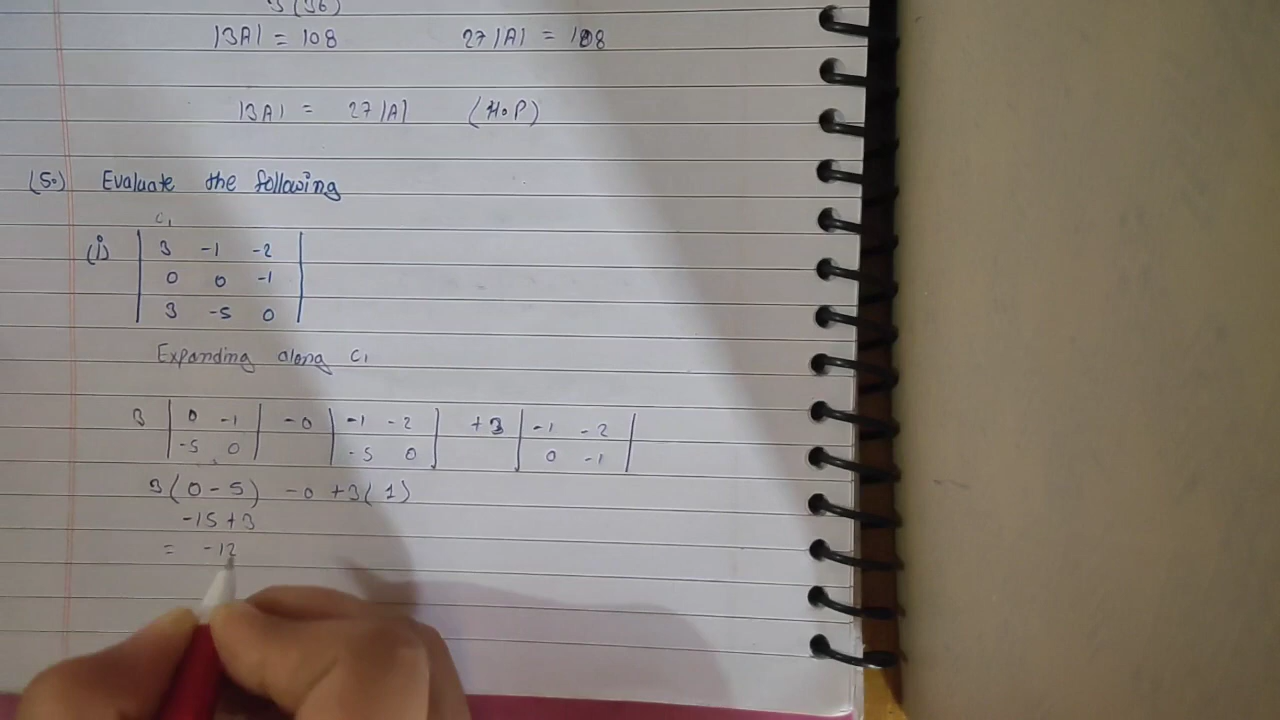 3(36)
|3A| = 108 27|A| = 108
|3A| = 27|A| (H.P)
(5.) Evaluate the following
C₁
(i) | 3 -1 -2 |
| 0 0 -1 |
| 3 -5 0 |
Expanding along C₁
3 | 0 -1 | -0 | -1 -2 | +3 | -1 -2 |
| -5 0 | | -5 0 | | 0 -1 |
3(0-5) -0 +3(1)
-15+3
= -12